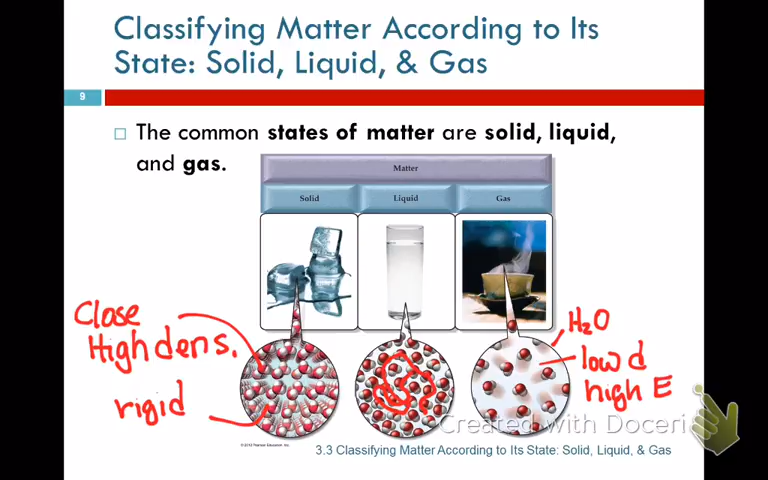 Classifying Matter According to Its
State: Solid, Liquid, & Gas
9
The common states of matter are solid, liquid,
and gas.
Matter
Solid
Liquid
Gas
Close
High dens.
rigid
H₂O
low d
high E
Created with Doceri
© 2012 Pearson Education, Inc.
3.3 Classifying Matter According to Its State: Solid, Liquid, & Gas